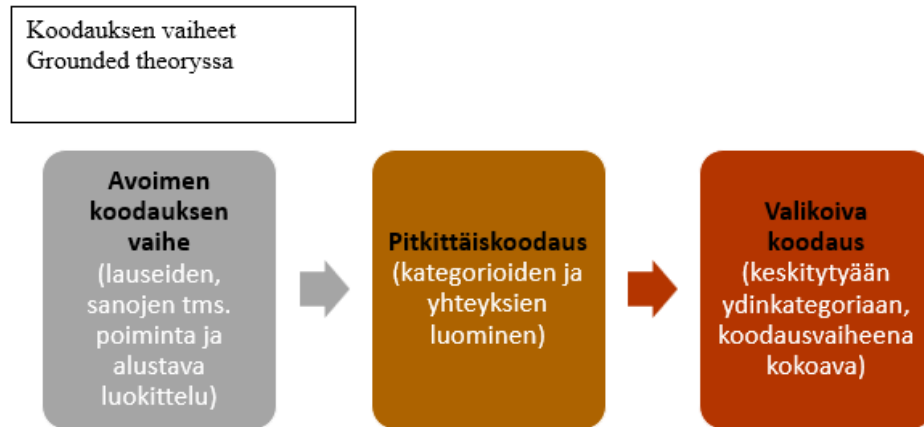 Koodauksen vaiheet
Grounded theoryssa
Avoimen
koodauksen
vaihe
(lauseiden,
sanojen tms.
poiminta ja
alustava
luokittelu)
Pitkittäiskoodaus
(kategorioiden ja
yhteyksien
luominen)
Valikoiva
koodaus
(keskitytyään
ydinkategoriaan,
koodausvaiheena
kokoava)